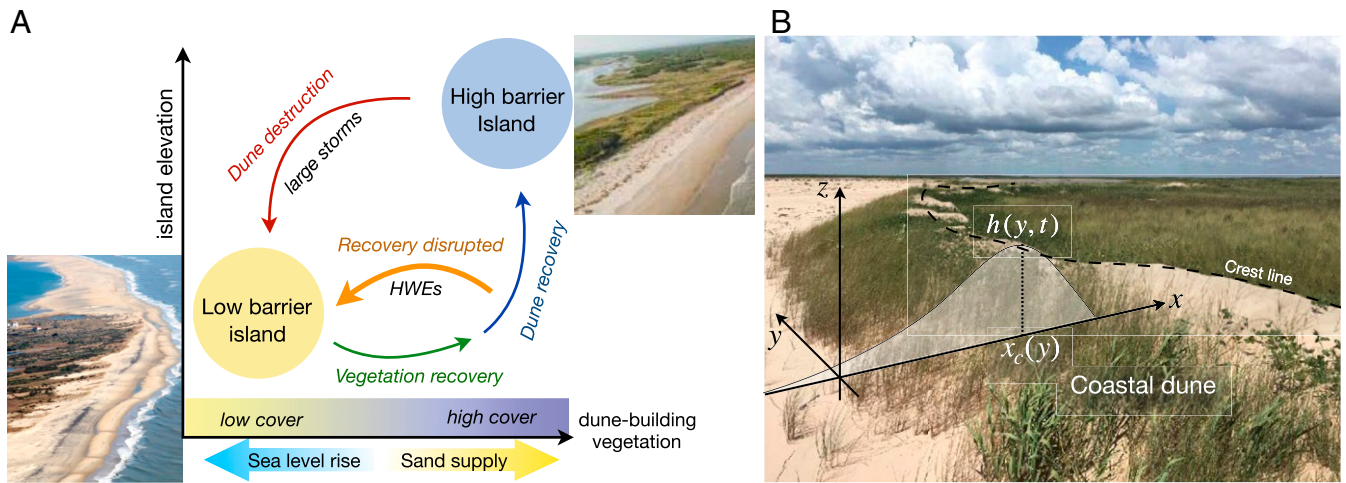 A
island elevation
Dune destruction
large storms
High barrier
Island
Recovery disrupted
HWEs
Dune recovery
Low barrier
island
Vegetation recovery
low cover
high cover
dune-building
vegetation
Sea level rise
Sand supply
B
z
h(y, t)
Crest line
x
y
x_c(y)
Coastal dune